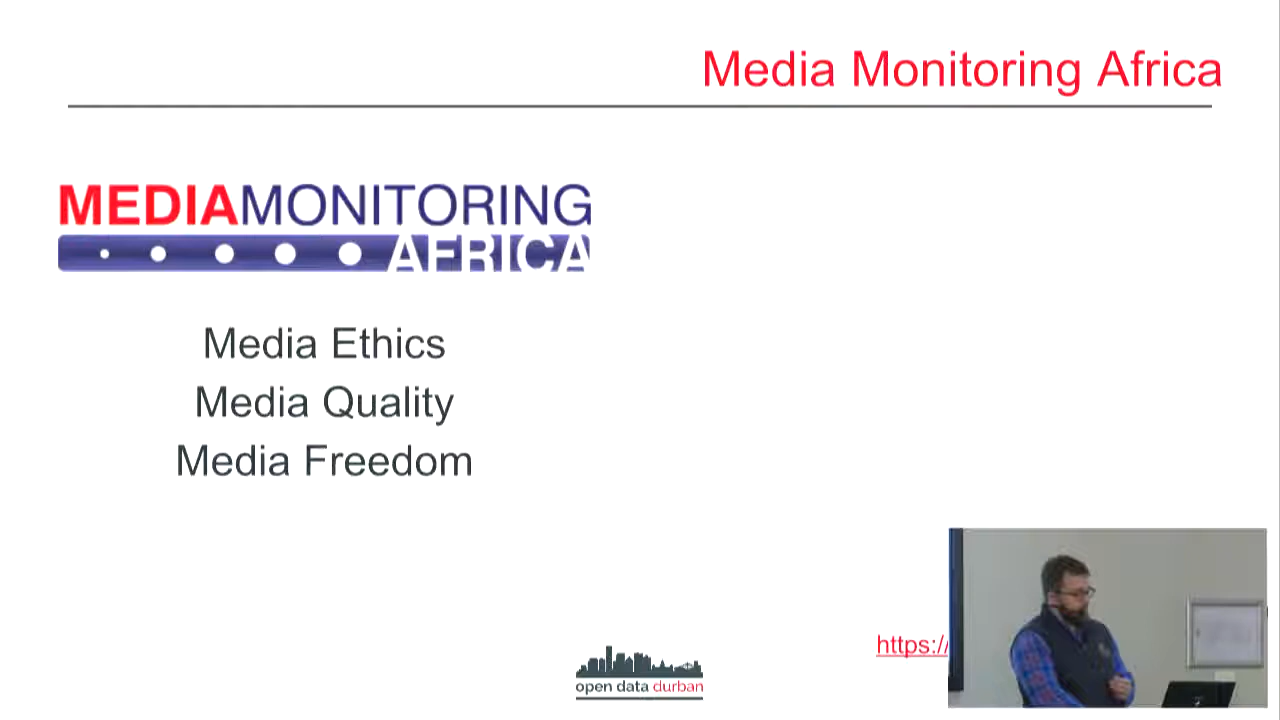 Media Monitoring Africa
MEDIAMONITORING
AFRICA
Media Ethics
Media Quality
Media Freedom
https://
open data durban